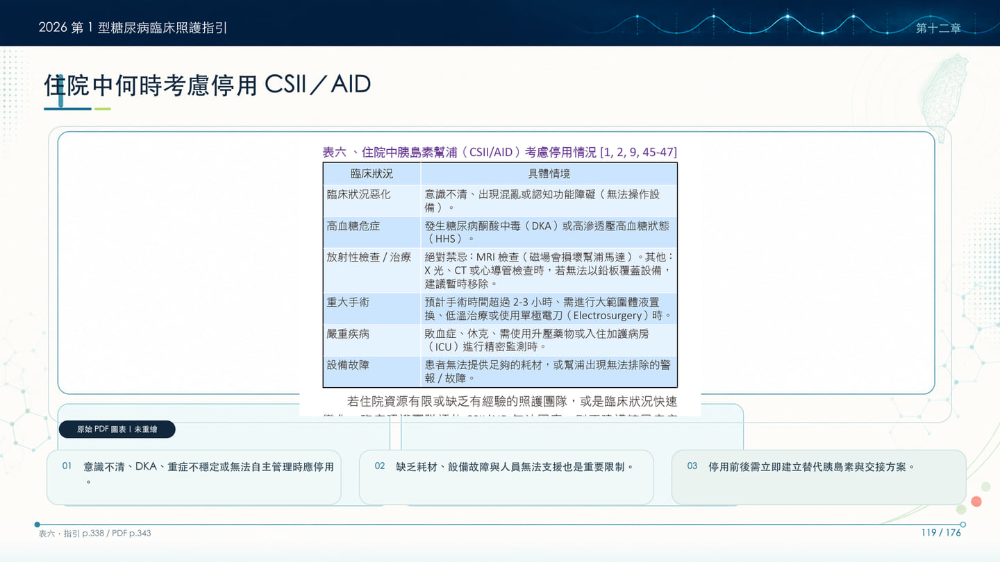 2026 第 1 型糖尿病臨床照護指引
第十二章
住院中何時考慮停用 CSII／AID
表六、住院中胰島素幫浦（CSII/AID）考慮停用情況 [1, 2, 9, 45-47]
臨床狀況
具體情境
臨床狀況惡化
意識不清、出現混亂或認知功能障礙（無法操作設
備）。
高血糖危症
發生糖尿病酮酸中毒（DKA）或高滲透壓高血糖狀態
（HHS）。
放射性檢查 / 治療
絕對禁忌：MRI 檢查（磁場會損壞幫浦馬達）。其他：
X 光、CT 或心導管檢查時，若無法以鉛板覆蓋設備，
建議暫時移除。
重大手術
預計手術時間超過 2-3 小時、需進行大範圍體液置
換、低溫治療或使用單極電刀（Electrosurgery）時。
嚴重疾病
敗血症、休克、需使用升壓藥物或入住加護病房
（ICU）進行精密監測時。
設備故障
患者無法提供足夠的耗材，或幫浦出現無法排除的警
報 / 故障。
若住院資源有限或缺乏有經驗的照護團隊，或是臨床狀況快速
原始 PDF 圖表｜未重繪
01 意識不清、DKA、重症不穩定或無法自主管理時應停用
。
02 缺乏耗材、設備故障與人員無法支援也是重要限制。
03 停用前後需立即建立替代胰島素與交接方案。
表六，指引 p.338 / PDF p.343
119 / 176